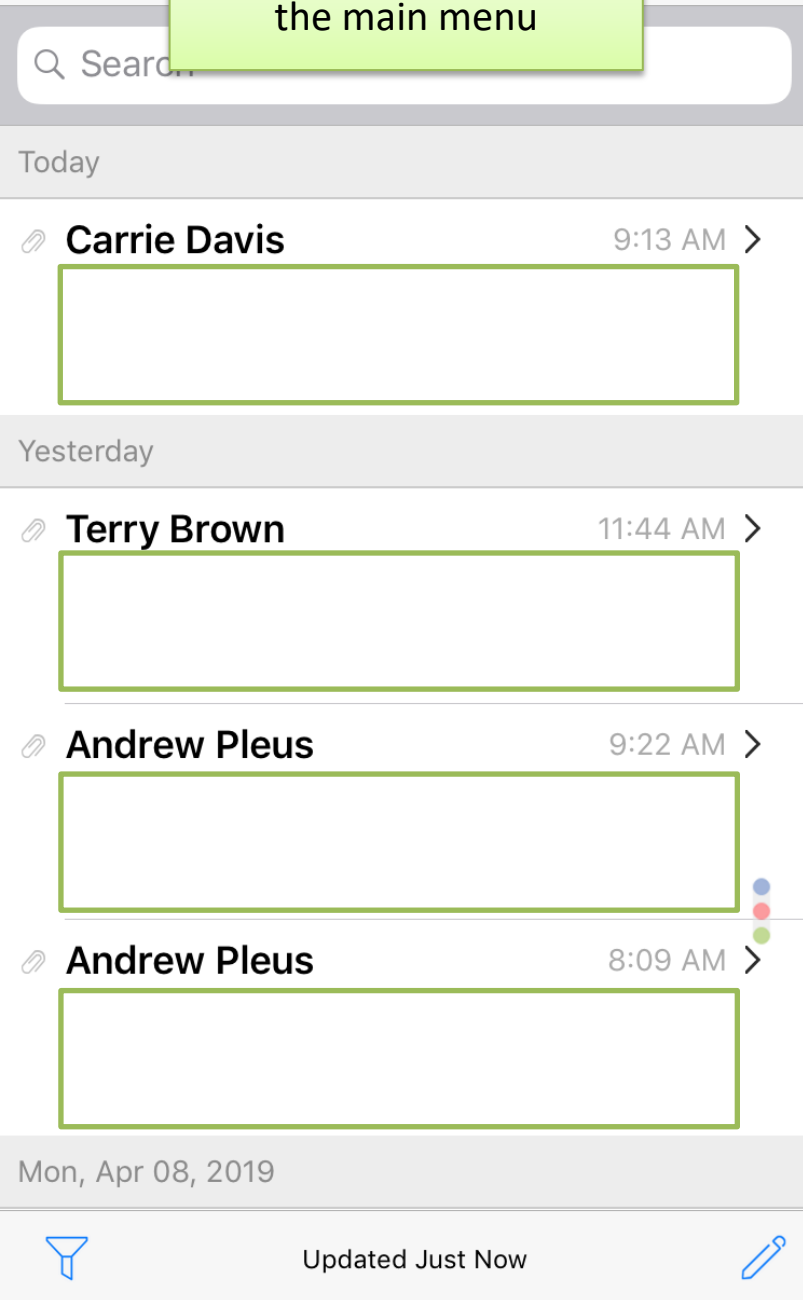 the main menu
Search
Today
Carrie Davis 9:13 AM
Yesterday
Terry Brown 11:44 AM
Andrew Pleus 9:22 AM
Andrew Pleus 8:09 AM
Mon, Apr 08, 2019
Updated Just Now